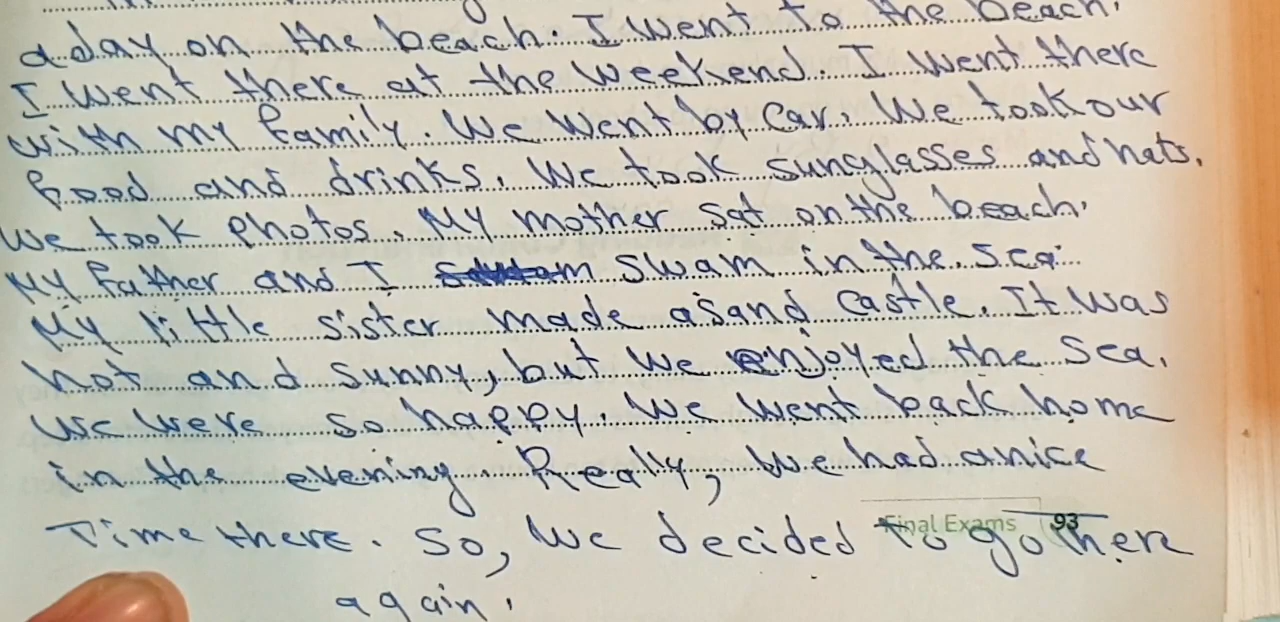 a day on the beach. I went to the beach.
I went there at the weekend. I went there
with my family. We went by car. We took our
food and drinks. We took sunglasses and hats.
We took photos. My mother sat on the beach.
My father and I swam in the sea.
My little sister made a sand castle. It was
hot and sunny, but we enjoyed the sea.
we were so happy. We went back home
in the evening. Really, we had a nice
Time there. So, we decided to go there
Final Exams 93
again.